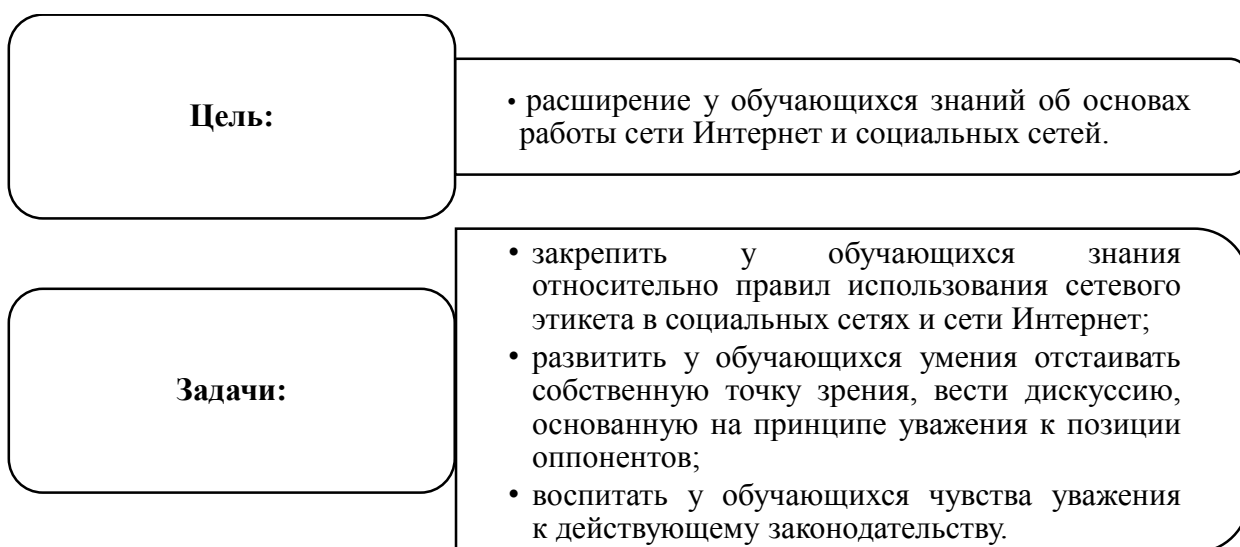 Цель:
• расширение у обучающихся знаний об основах
работы сети Интернет и социальных сетей.
Задачи:
• закрепить у обучающихся знания
относительно правил использования сетевого
этикета в социальных сетях и сети Интернет;
• развитить у обучающихся умения отстаивать
собственную точку зрения, вести дискуссию,
основанную на принципе уважения к позиции
оппонентов;
• воспитать у обучающихся чувства уважения
к действующему законодательству.